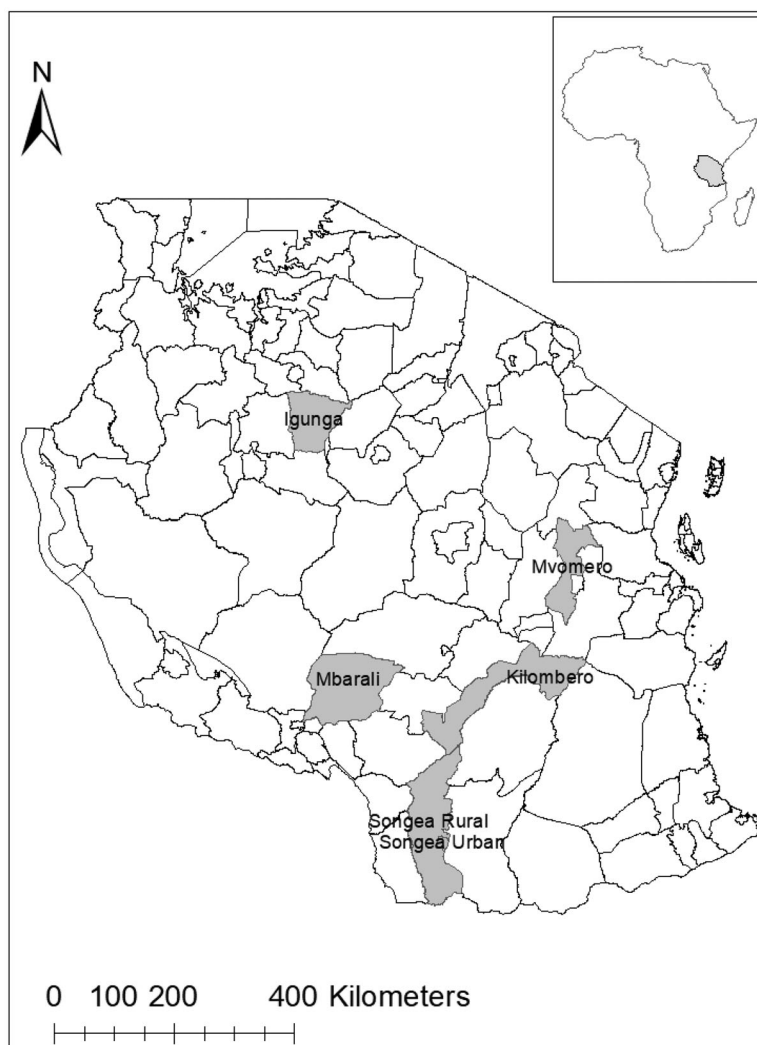 N
Igunga
Mvomero
Mbarali
Kilombero
Songea Rural
Songea Urban
0 100 200 400 Kilometers